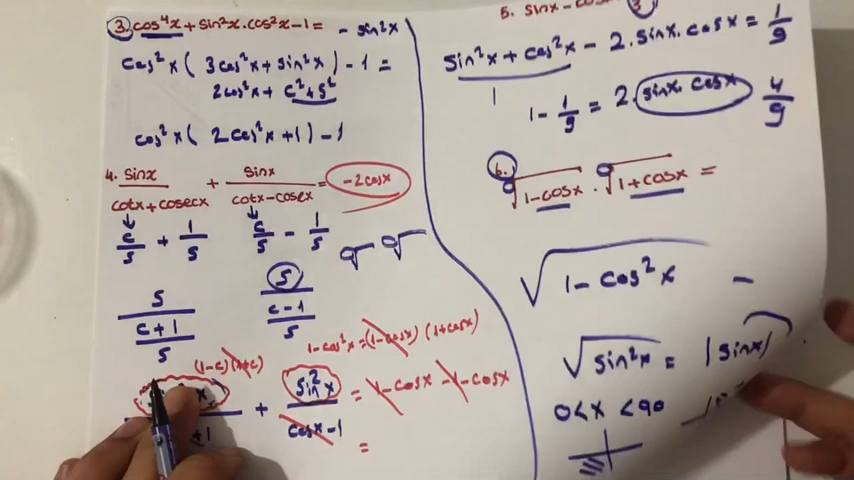 3. cos⁴x + sin²x.cos²x - 1 = - sin²x
cos²x ( 3cos²x + sin²x ) - 1 =
2cos²x + c² + s²
cos²x ( 2cos²x + 1 ) - 1
4. sinx / cotx + cosecx + sinx / cotx - cosecx = -2cosx
c/s + 1/s c/s - 1/s
s / (c+1)/s s / (c-1)/s
1 - cos²x = (1 - cosx) (1 + cosx)
(1-c)
+ sin²x / cosx - 1 = 1 - cosx - 1 - cosx
=
5. sinx -
sin²x + cos²x - 2.sinx.cosx = 1/9
1
1 - 1/9 = 2.sinx.cosx 4/9
6. √1-cosx . √1+cosx =
√1 - cos²x -
√sin²x = |sinx|
0<x<90